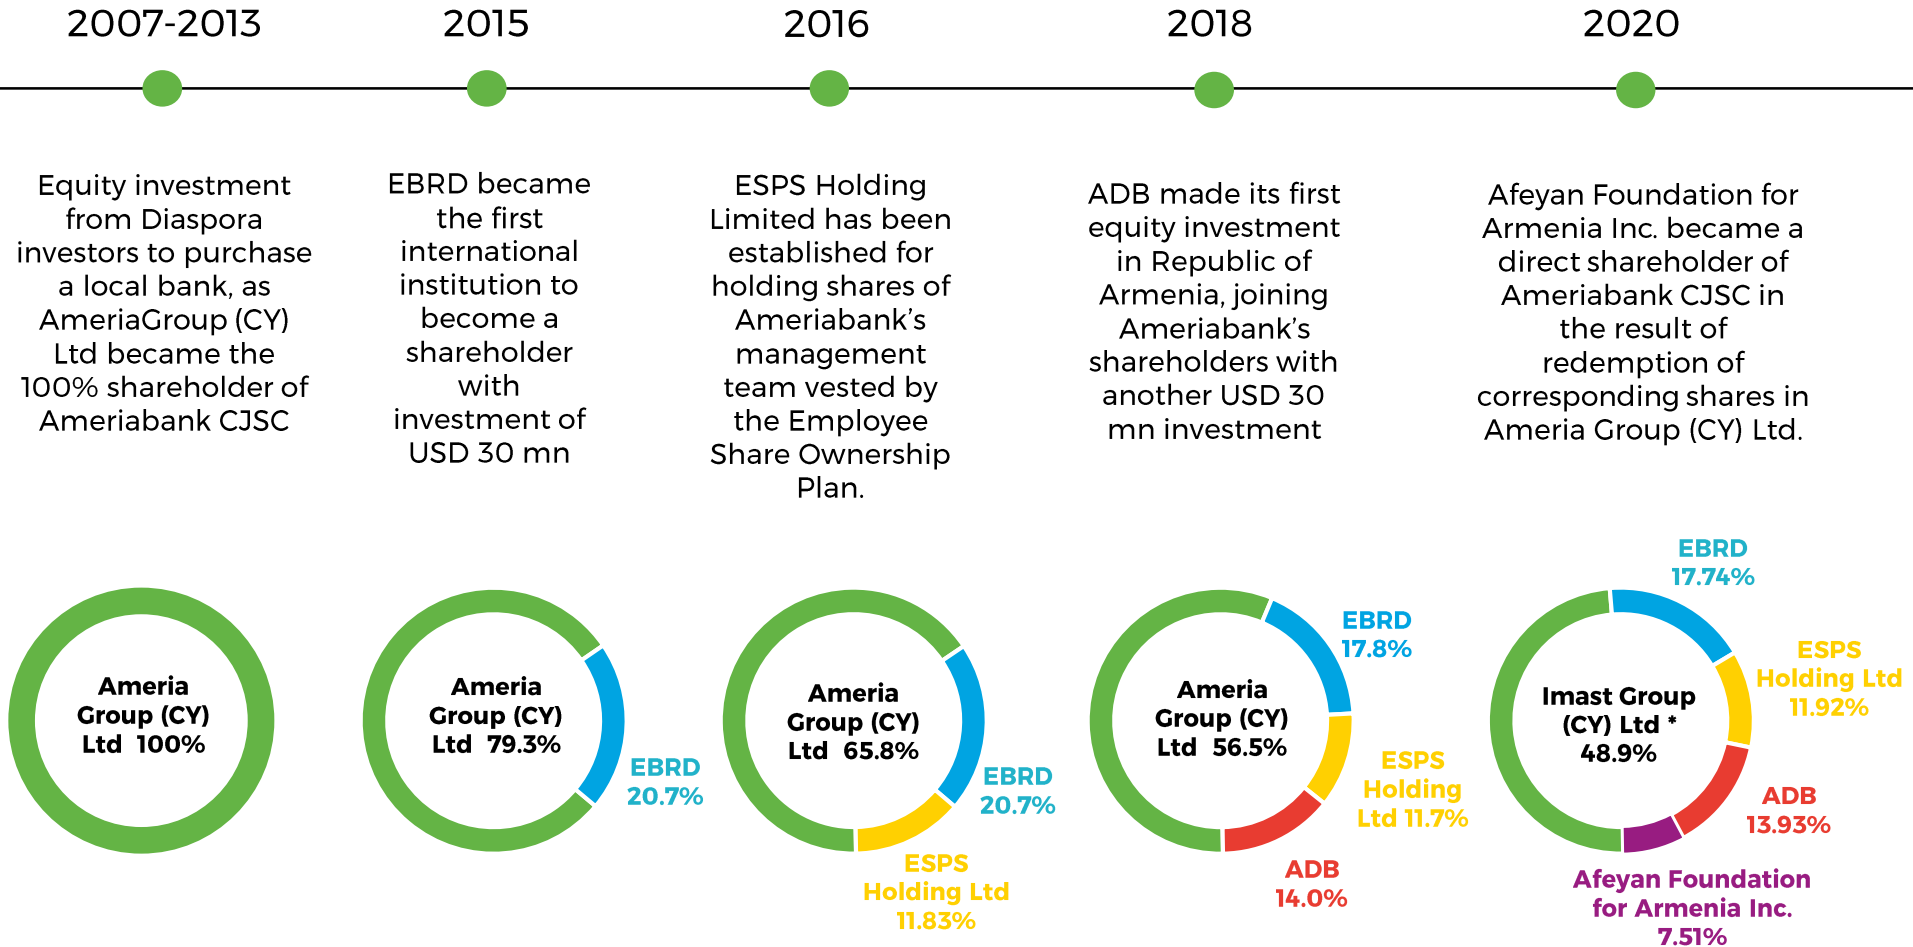 2007-2013
2015
2016
2018
2020
Equity investment
from Diaspora
investors to purchase
a local bank, as
AmeriaGroup (CY)
Ltd became the
100% shareholder of
Ameriabank CJSC
EBRD became
the first
international
institution to
become a
shareholder
with
investment of
USD 30 mn
ESPS Holding
Limited has been
established for
holding shares of
Ameriabank’s
management
team vested by
the Employee
Share Ownership
Plan.
ADB made its first
equity investment
in Republic of
Armenia, joining
Ameriabank’s
shareholders with
another USD 30
mn investment
Afeyan Foundation for
Armenia Inc. became a
direct shareholder of
Ameriabank CJSC in
the result of
redemption of
corresponding shares in
Ameria Group (CY) Ltd.
Ameria
Group (CY)
Ltd 100%
Ameria
Group (CY)
Ltd 79.3%
EBRD
20.7%
Ameria
Group (CY)
Ltd 65.8%
EBRD
20.7%
ESPS
Holding Ltd
11.83%
Ameria
Group (CY)
Ltd 56.5%
EBRD
17.8%
ESPS
Holding
Ltd 11.7%
ADB
14.0%
Imast Group
(CY) Ltd *
48.9%
EBRD
17.74%
ESPS
Holding Ltd
11.92%
ADB
13.93%
Afeyan Foundation
for Armenia Inc.
7.51%